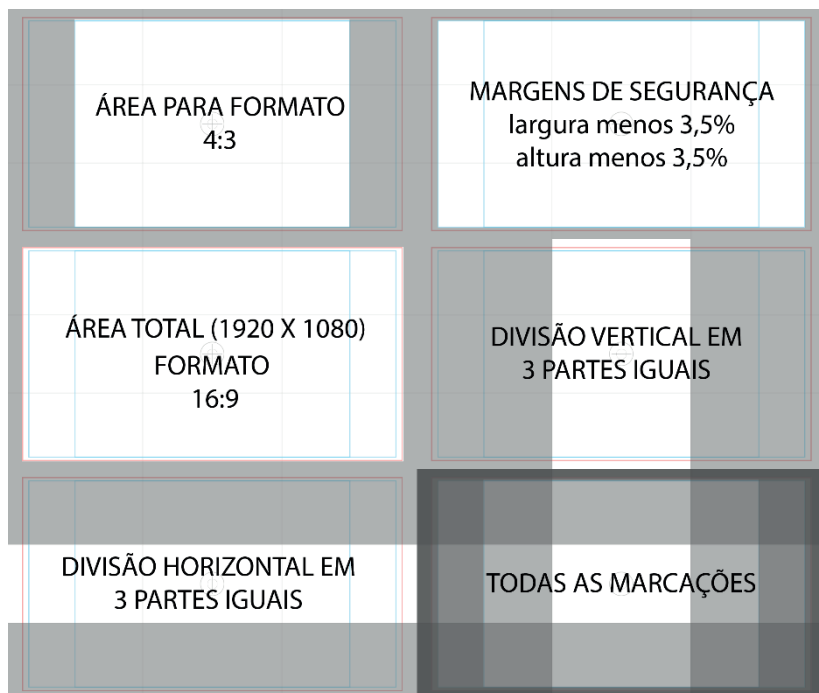 ÁREA PARA FORMATO
4:3
MARGENS DE SEGURANÇA
largura menos 3,5%
altura menos 3,5%
ÁREA TOTAL (1920 X 1080)
FORMATO
16:9
DIVISÃO VERTICAL EM
3 PARTES IGUAIS
DIVISÃO HORIZONTAL EM
3 PARTES IGUAIS
TODAS AS MARCAÇÕES